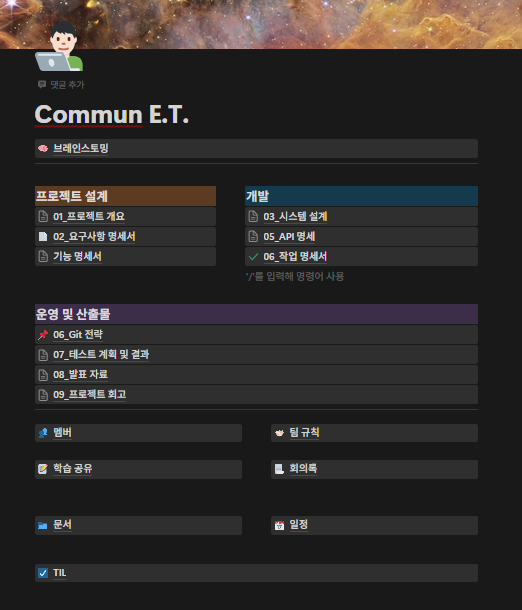 댓글 추가
Commun E.T.
브레인스토밍
프로젝트 설계
01_프로젝트 개요
02_요구사항 명세서
기능 명세서
개발
03_시스템 설계
05_API 명세
06_작업 명세서
'/'를 입력해 명령어 사용
운영 및 산출물
06_Git 전략
07_테스트 계획 및 결과
08_발표 자료
09_프로젝트 회고
멤버
팀 규칙
학습 공유
회의록
문서
일정
TIL